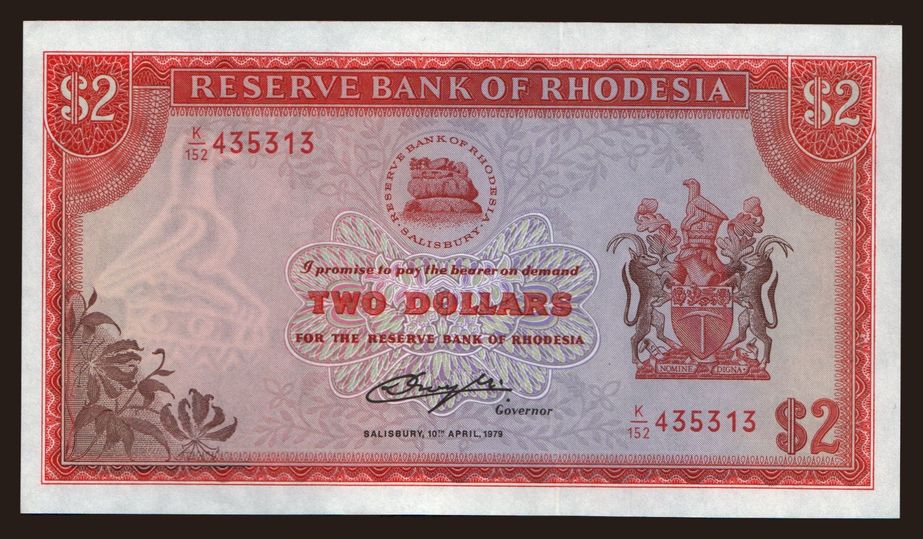 $2 RESERVE BANK OF RHODESIA $2
K/152 435313
RESERVE BANK OF RHODESIA
· SALISBURY ·
I promise to pay the bearer on demand
TWO DOLLARS
FOR THE RESERVE BANK OF RHODESIA
Governor
SALISBURY, 10TH APRIL, 1979
NOMINE DIGNA
K/152 435313 $2